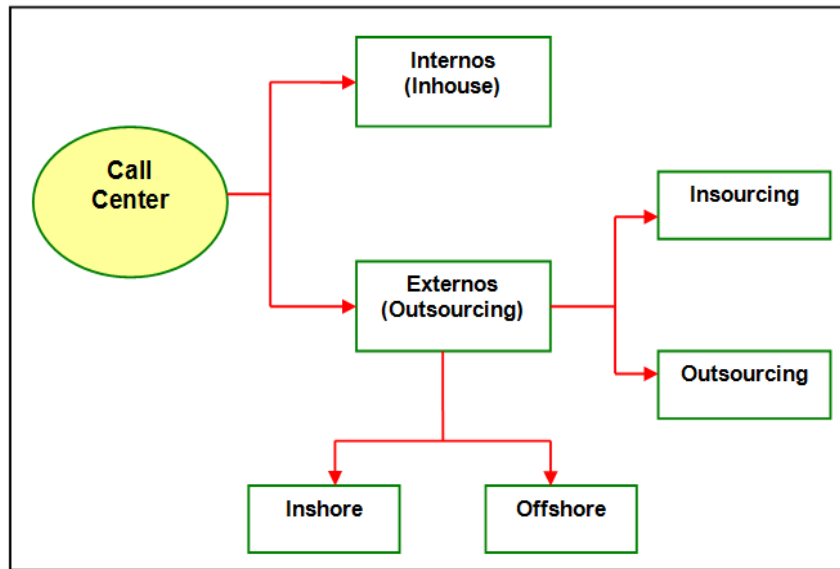 Internos
(Inhouse)
Call
Center
Insourcing
Externos
(Outsourcing)
Outsourcing
Inshore
Offshore